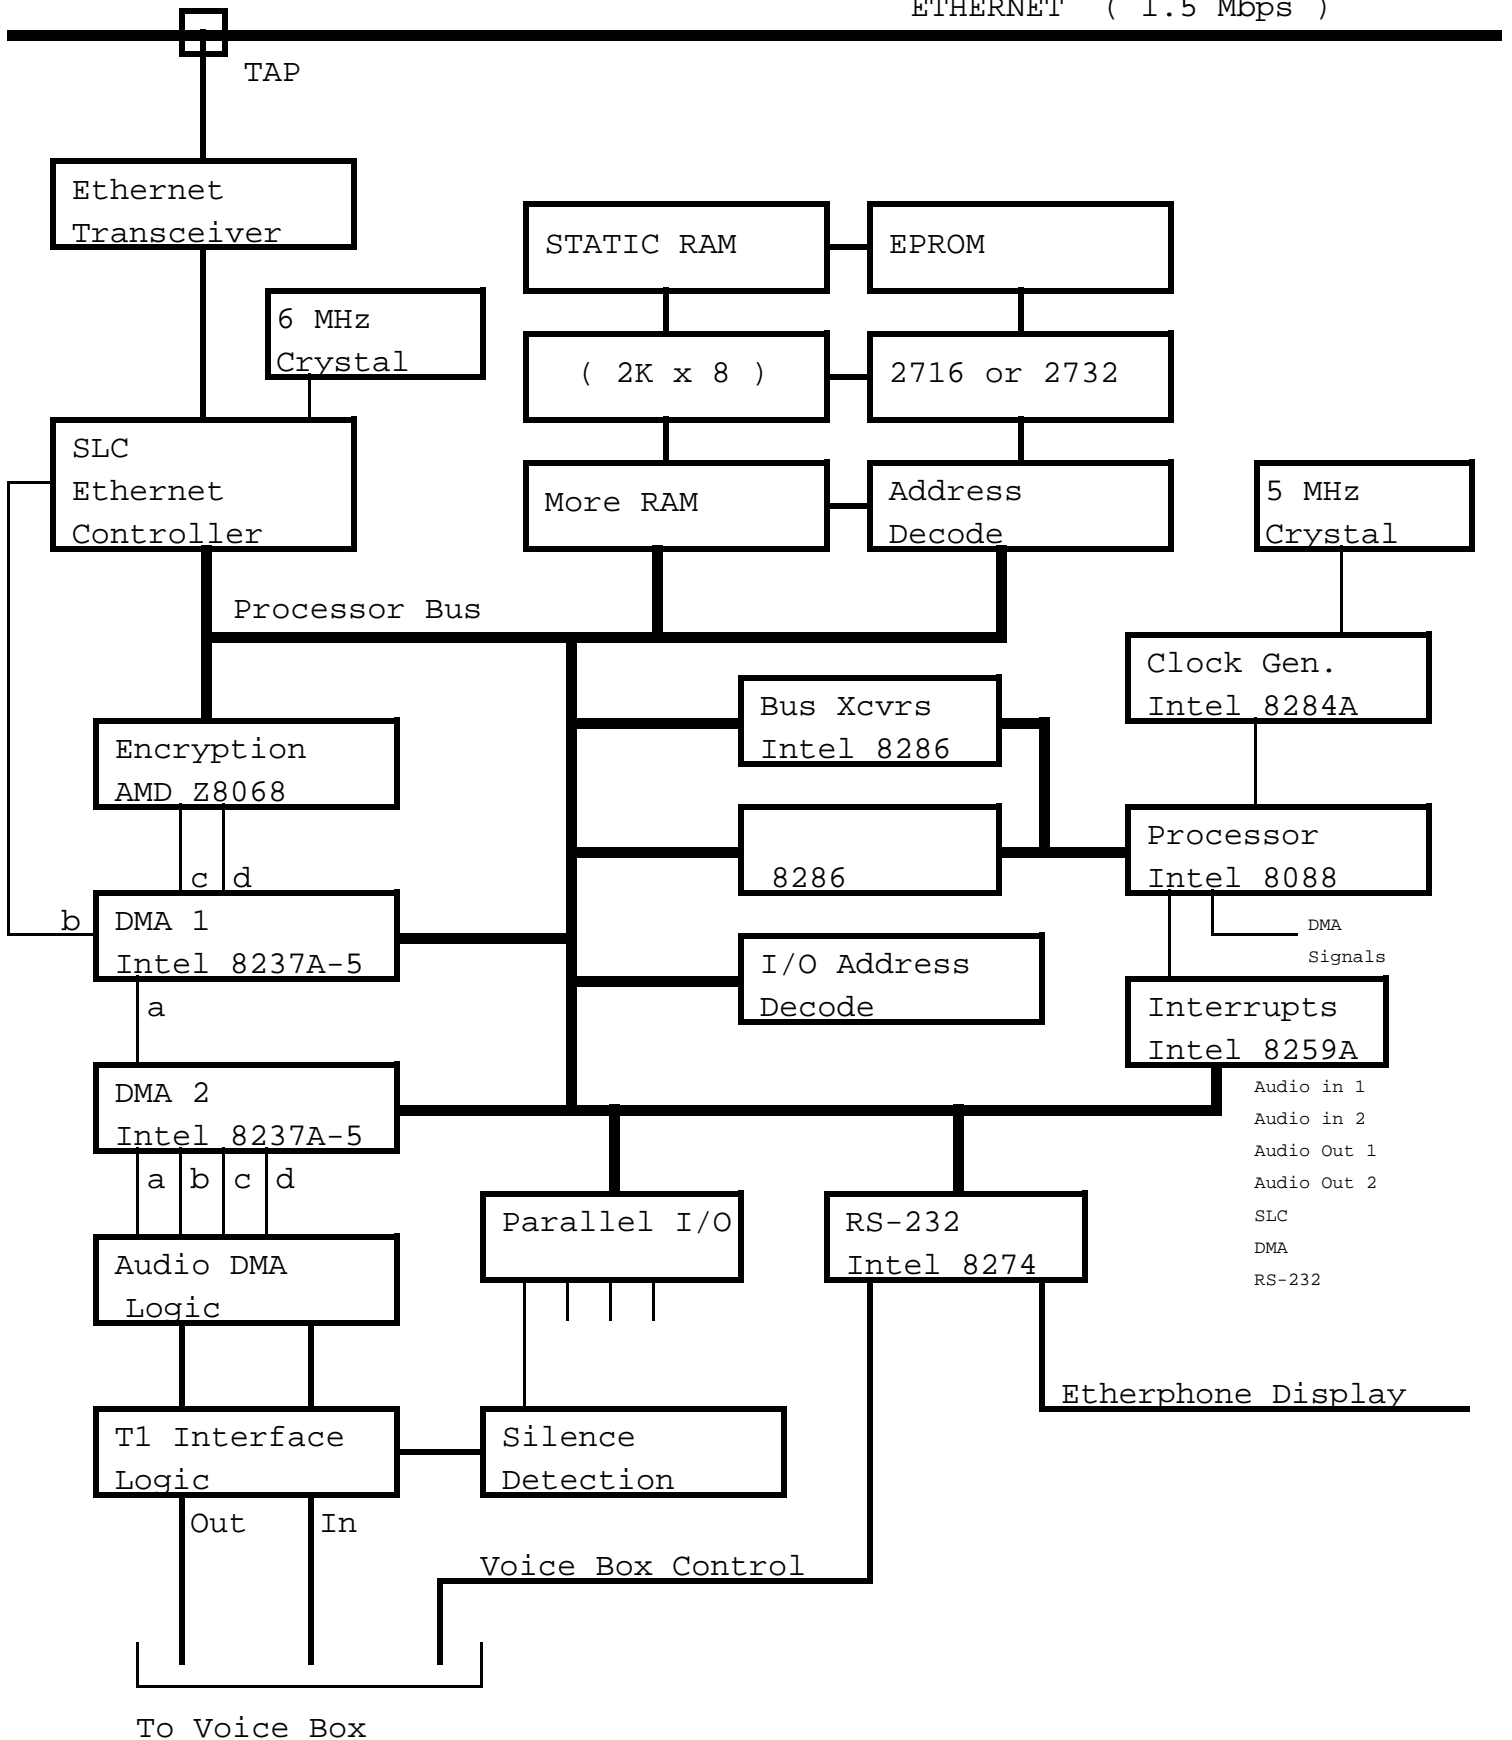 ETHERNET ( 1.5 Mbps )
TAP
Ethernet
Transceiver
STATIC RAM
EPROM
6 MHz
Crystal
( 2K x 8 )
2716 or 2732
SLC
Ethernet
Controller
More RAM
Address
Decode
5 MHz
Crystal
Processor Bus
Clock Gen.
Intel 8284A
Bus Xcvrs
Intel 8286
Encryption
AMD Z8068
8286
Processor
Intel 8088
c
d
b
DMA 1
Intel 8237A-5
DMA
Signals
I/O Address
Decode
a
Interrupts
Intel 8259A
DMA 2
Intel 8237A-5
Audio in 1
Audio in 2
Audio Out 1
Audio Out 2
SLC
DMA
RS-232
a
b
c
d
Parallel I/O
RS-232
Intel 8274
Audio DMA
Logic
Etherphone Display
T1 Interface
Logic
Silence
Detection
Out
In
Voice Box Control
To Voice Box